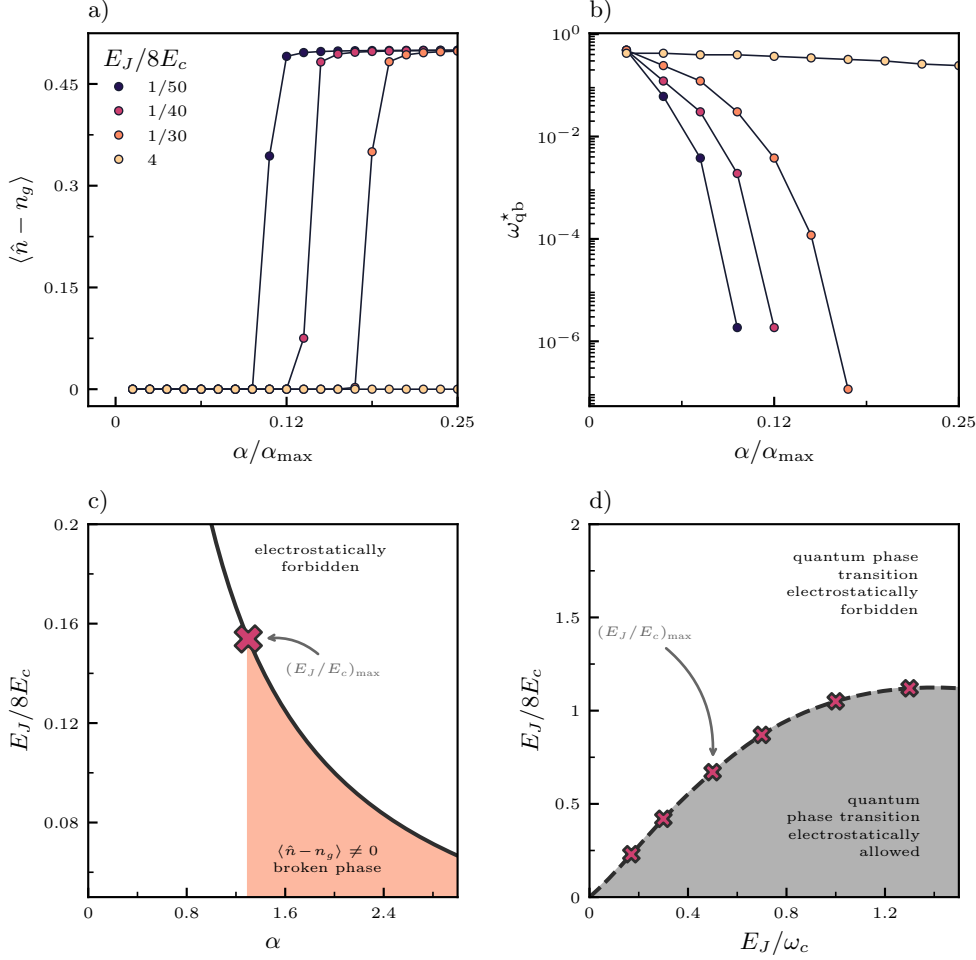 a)
E_J/8E_c
1/50
1/40
1/30
4
0.45
0.3
0.15
0
⟨n̂ − n_g⟩
0
0.12
0.25
α/α_max
b)
10^0
10^−2
10^−4
10^−6
ω*_qb
0
0.12
0.25
α/α_max
c)
0.2
0.16
0.12
0.08
E_J/8E_c
electrostatically
forbidden
(E_J/E_c)_max
⟨n̂ − n_g⟩ ≠ 0
broken phase
0
0.8
1.6
2.4
α
d)
2
1.5
1
0.5
0
E_J/8E_c
quantum phase
transition
electrostatically
forbidden
(E_J/E_c)_max
quantum
phase transition
electrostatically
allowed
0
0.4
0.8
1.2
E_J/ω_c